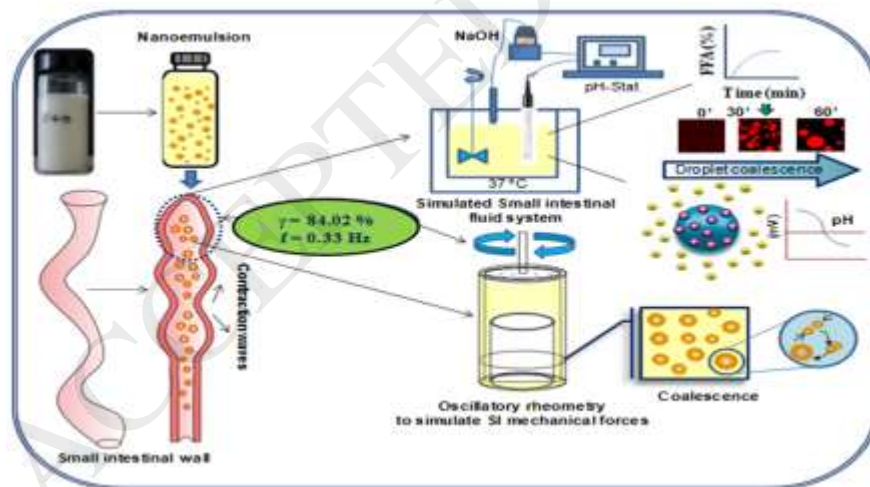 Nanoemulsion
NaOH
pH-Stat
FFA(%)
Time (min)
0' 30' 60'
Droplet coalescence
37 °C
Simulated Small intestinal
fluid system
γ = 84.02 %
f = 0.33 Hz
Contraction waves
(mV)
pH
Coalescence
Oscillatory rheometry
to simulate SI mechanical forces
Small intestinal wall
ACCEPTED